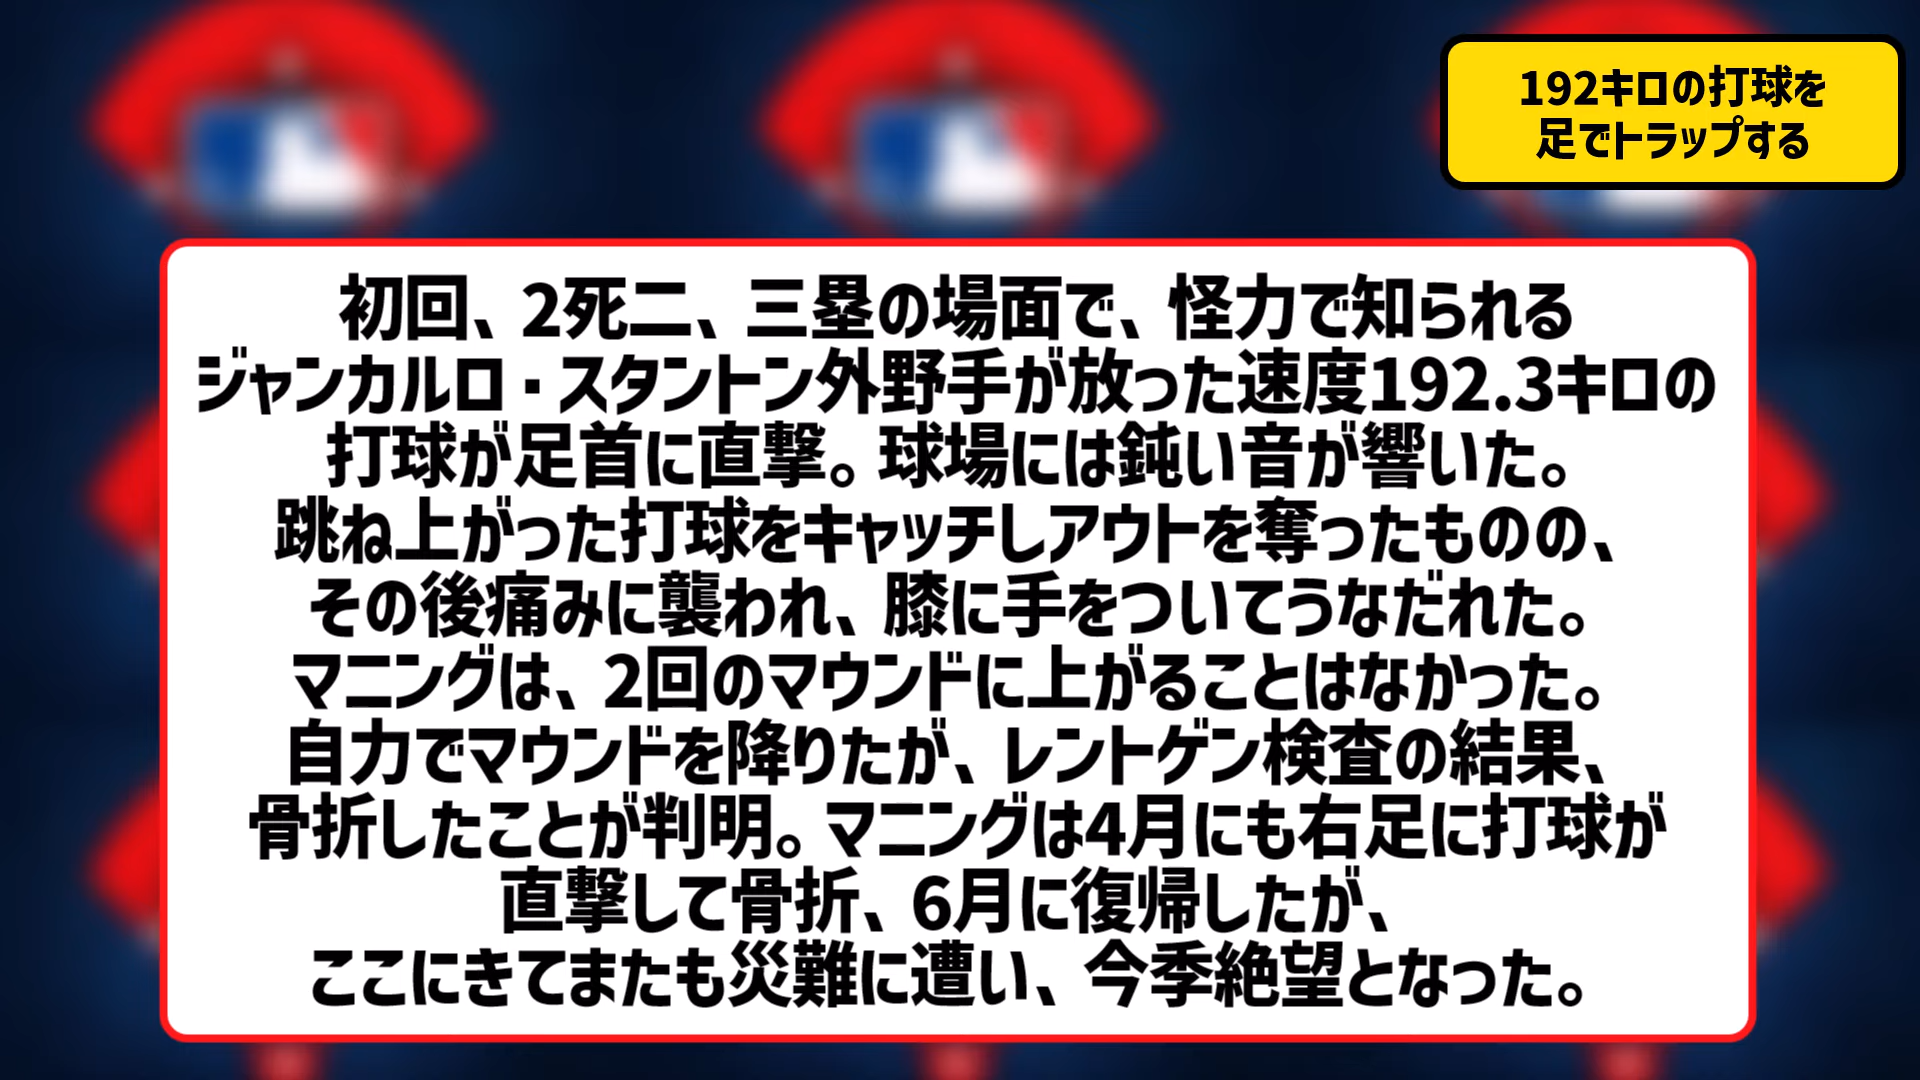 192キロの打球を
足でトラップする
初回、2死二、三塁の場面で、怪力で知られる
ジャンカルロ・スタントン外野手が放った速度192.3キロの
打球が足首に直撃。球場には鈍い音が響いた。
跳ね上がった打球をキャッチしアウトを奪ったものの、
その後痛みに襲われ、膝に手をついてうなだれた。
マニングは、2回のマウンドに上がることはなかった。
自力でマウンドを降りたが、レントゲン検査の結果、
骨折したことが判明。マニングは4月にも右足に打球が
直撃して骨折、6月に復帰したが、
ここにきてまたも災難に遭い、今季絶望となった。